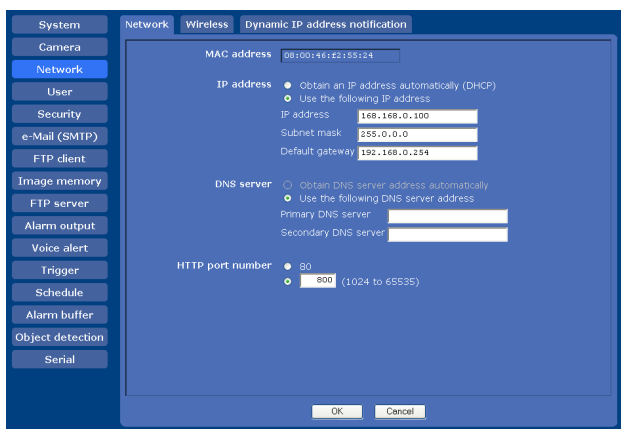 System
Camera
Network
User
Security
e-Mail (SMTP)
FTP client
Image memory
FTP server
Alarm output
Voice alert
Trigger
Schedule
Alarm buffer
Object detection
Serial
Network Wireless Dynamic IP address notification
MAC address 08:00:46:f2:55:24
IP address Obtain an IP address automatically (DHCP)
Use the following IP address
IP address 168.168.0.100
Subnet mask 255.0.0.0
Default gateway 192.168.0.254
DNS server Obtain DNS server address automatically
Use the following DNS server address
Primary DNS server
Secondary DNS server
HTTP port number 80
800 (1024 to 65535)
OK Cancel